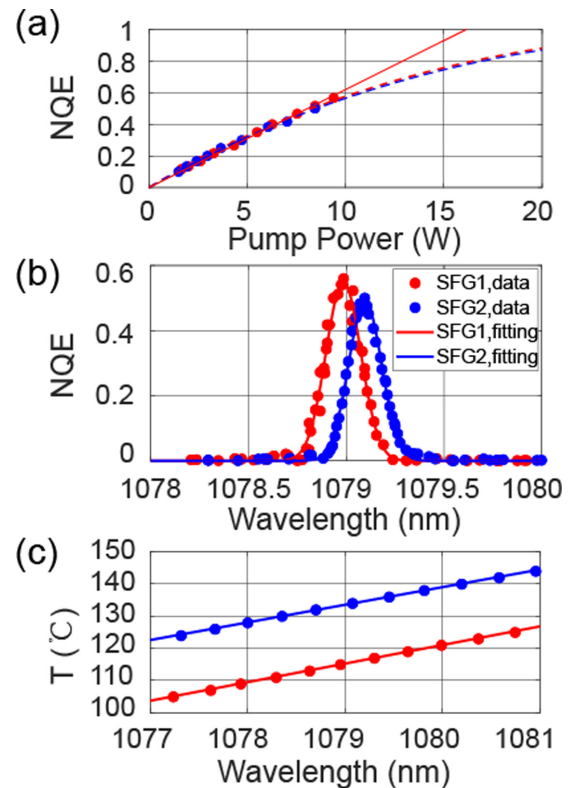 (a)
NQE
1
0.8
0.6
0.4
0.2
0
0 5 10 15 20
Pump Power (W)
(b)
NQE
0.6
0.4
0.2
0
SFG1,data
SFG2,data
SFG1,fitting
SFG2,fitting
1078 1078.5 1079 1079.5 1080
Wavelength (nm)
(c)
T (℃)
150
140
130
120
110
100
1077 1078 1079 1080 1081
Wavelength (nm)